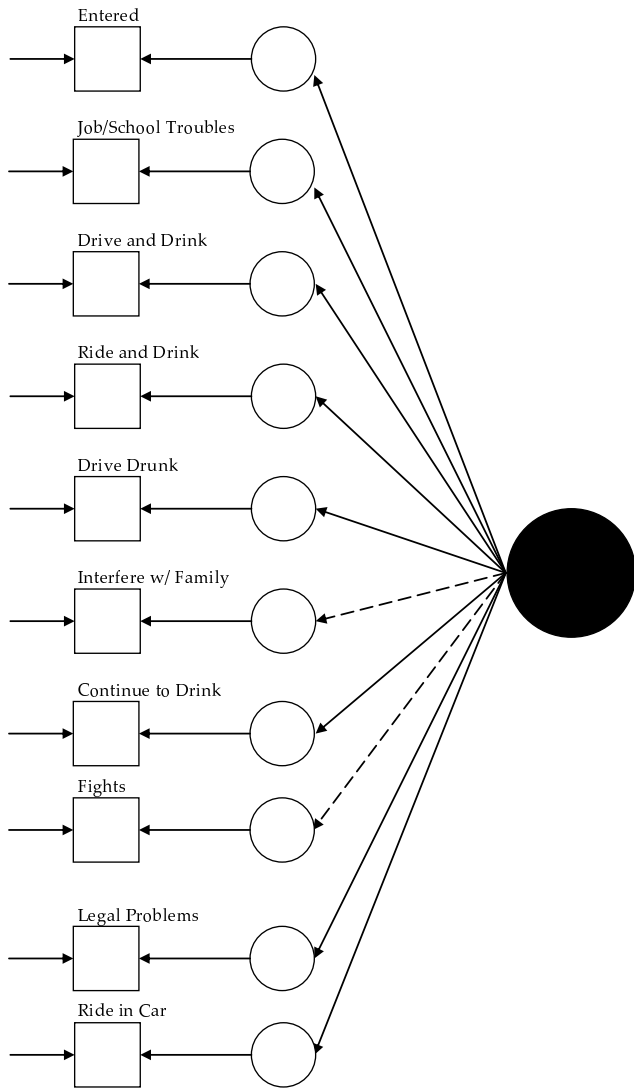 Entered
Job/School Troubles
Drive and Drink
Ride and Drink
Drive Drunk
Interfere w/ Family
Continue to Drink
Fights
Legal Problems
Ride in Car